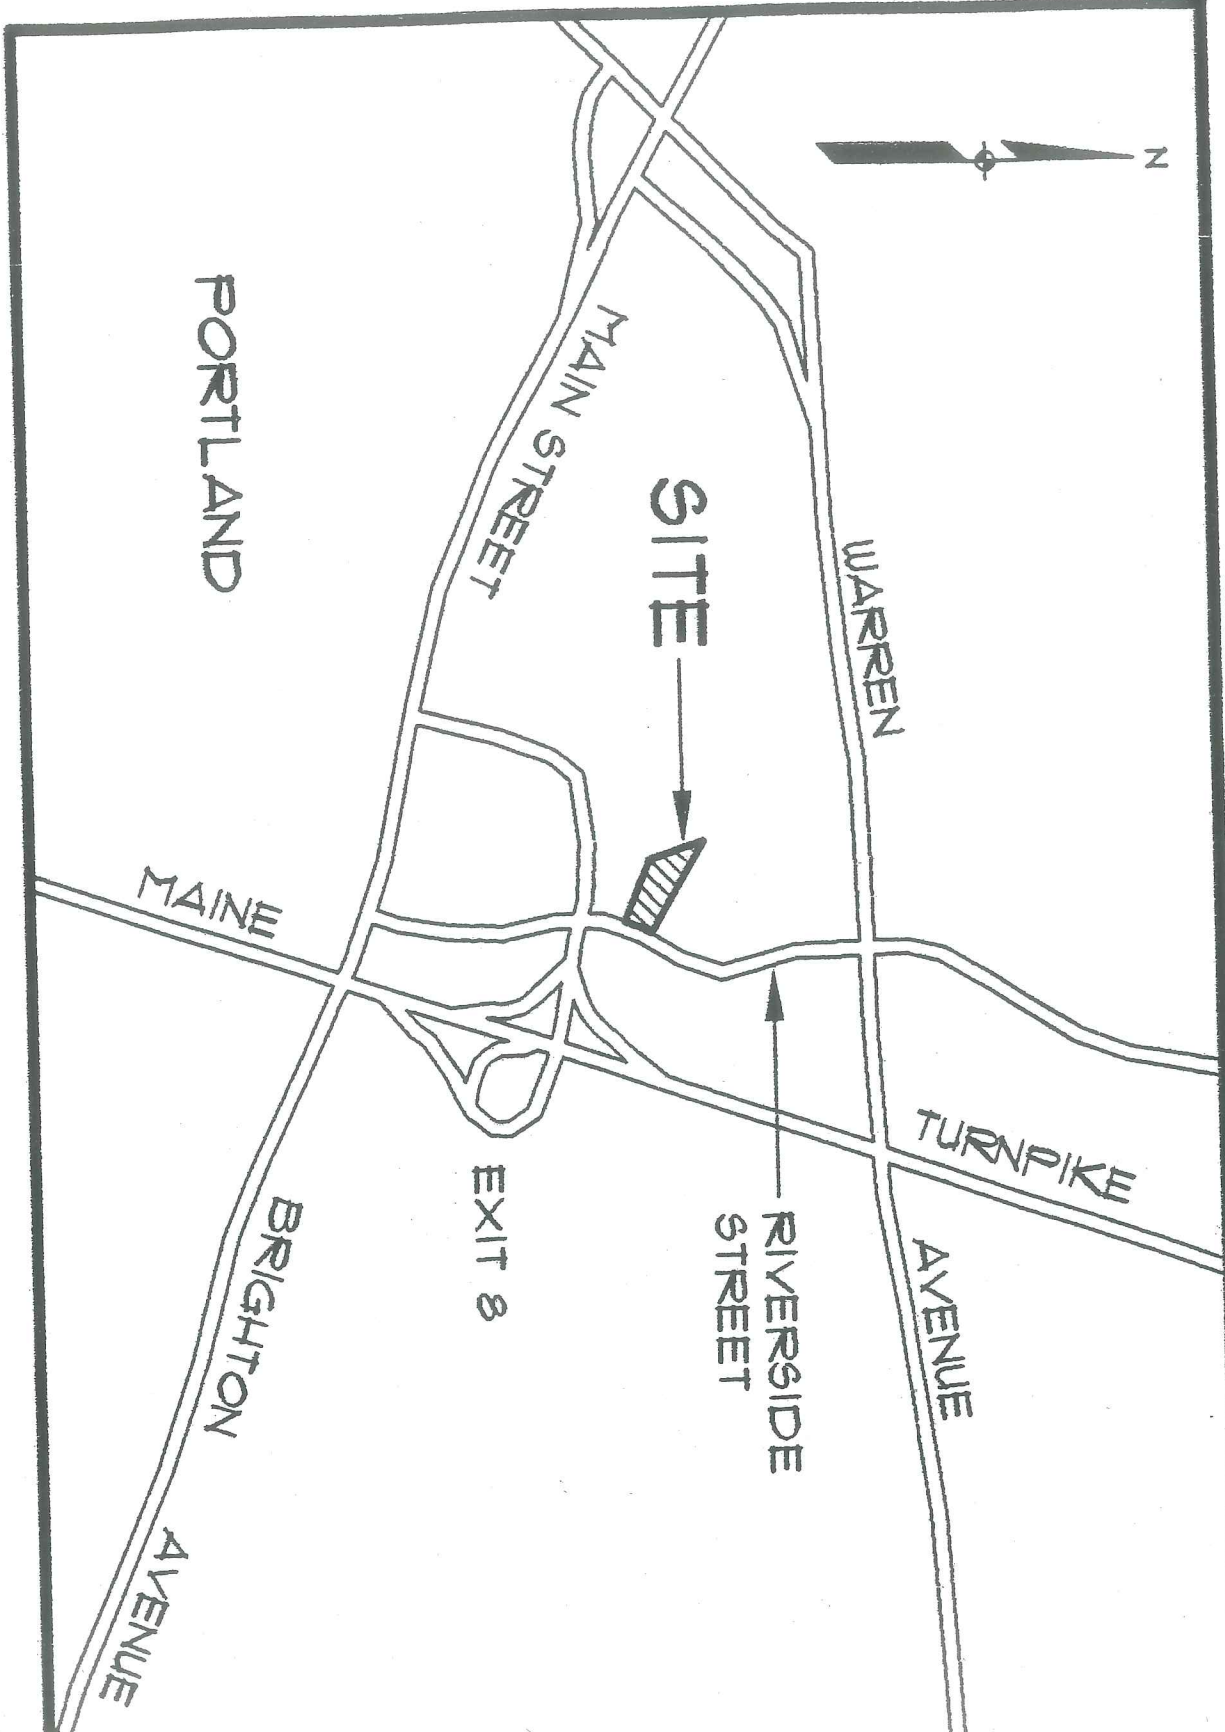 N
WARREN
AVENUE
TURNPIKE
RIVERSIDE
STREET
SITE
MAIN STREET
EXIT 8
MAINE
BRIGHTON
AVENUE
PORTLAND